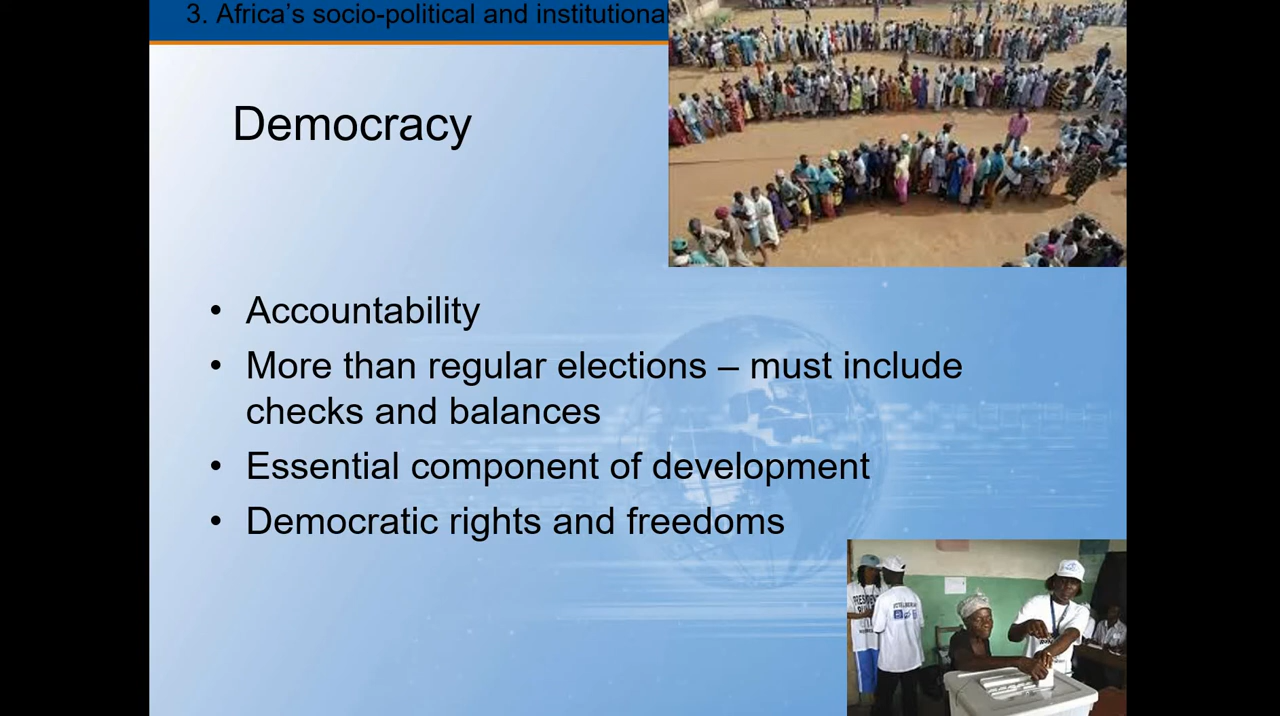 3. Africa's socio-political and institutiona
Democracy
• Accountability
• More than regular elections – must include
checks and balances
• Essential component of development
• Democratic rights and freedoms